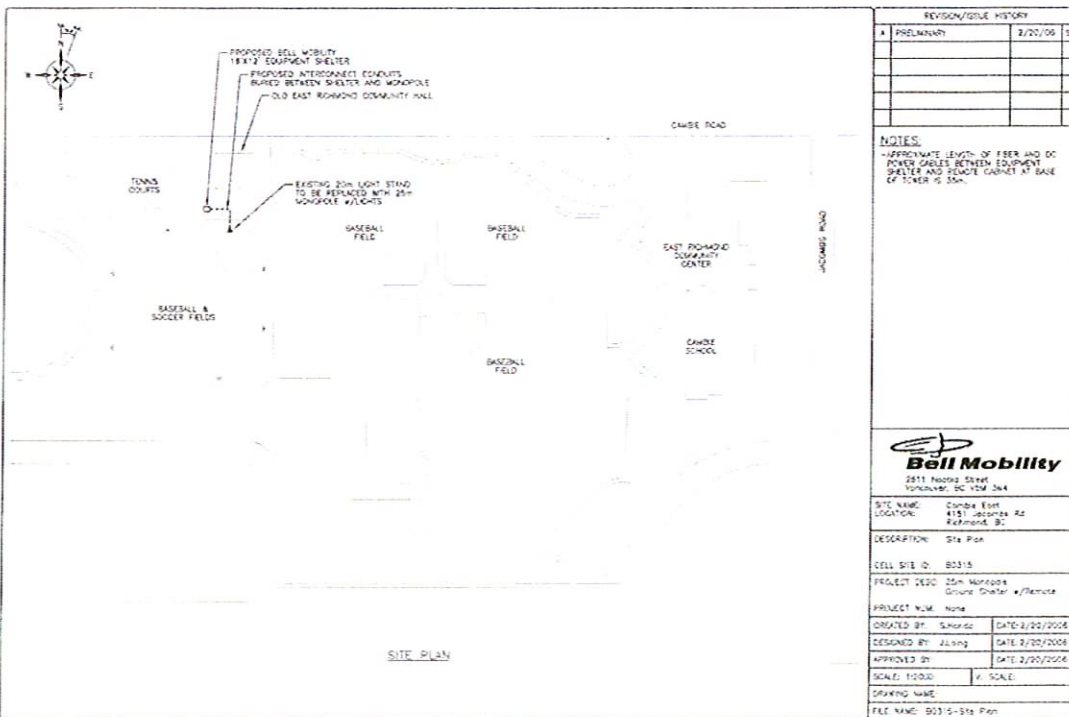 N
W
E
S
PROPOSED BELL MOBILITY
EQUIPMENT SHELTER
PROPOSED INTERCONNECT CONDUITS
BURIED BETWEEN SHELTER AND MONOPOLE
OLD EAST RICHMOND COMMUNITY HALL
CAMBIE ROAD
TENNIS
COURTS
EXISTING 20m LIGHT STAND
TO BE REPLACED WITH 25m
MONOPOLE w/LIGHTS
BASEBALL
FIELD
BASEBALL
FIELD
EAST RICHMOND
COMMUNITY
CENTER
JACOMBS ROAD
BASEBALL &
SOCCER FIELDS
BASEBALL
FIELD
CAMBIE
SCHOOL
SITE PLAN
REVISION/ISSUE HISTORY
A PRELIMINARY 2/20/06 S
NOTES:
-APPROXIMATE LENGTH OF FIBER AND DC
POWER CABLES BETWEEN EQUIPMENT
SHELTER AND REMOTE CABINET AT BASE
OF TOWER IS 35m.
Bell Mobility
Nootka Street
Vancouver, BC
SITE NAME: Cambie East
LOCATION: 4151 Jacombs Rd
Richmond, BC
DESCRIPTION: Site Plan
CELL SITE ID: B0315
PROJECT DESC: 25m Monopole
Ground Shelter w/Remote
PROJECT NUM: None
CREATED BY: DATE: 2/20/2006
DESIGNED BY: DATE: 2/20/2006
APPROVED BY: DATE: 2/20/2006
SCALE: 1:2000 V. SCALE:
DRAWING NAME:
FILE NAME: B0315-Site Plan